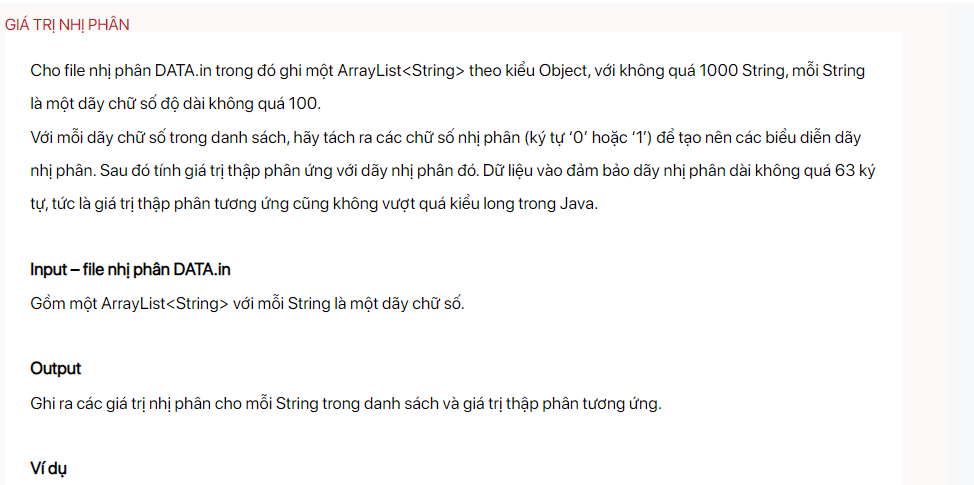 GIÁ TRỊ NHỊ PHÂN
Cho file nhị phân DATA.in trong đó ghi một ArrayList<String> theo kiểu Object, với không quá 1000 String, mỗi String
là một dãy chữ số độ dài không quá 100.
Với mỗi dãy chữ số trong danh sách, hãy tách ra các chữ số nhị phân (ký tự ‘0’ hoặc ‘1’) để tạo nên các biểu diễn dãy
nhị phân. Sau đó tính giá trị thập phân ứng với dãy nhị phân đó. Dữ liệu vào đảm bảo dãy nhị phân dài không quá 63 ký
tự, tức là giá trị thập phân tương ứng cũng không vượt quá kiểu long trong Java.
Input – file nhị phân DATA.in
Gồm một ArrayList<String> với mỗi String là một dãy chữ số.
Output
Ghi ra các giá trị nhị phân cho mỗi String trong danh sách và giá trị thập phân tương ứng.
Ví dụ